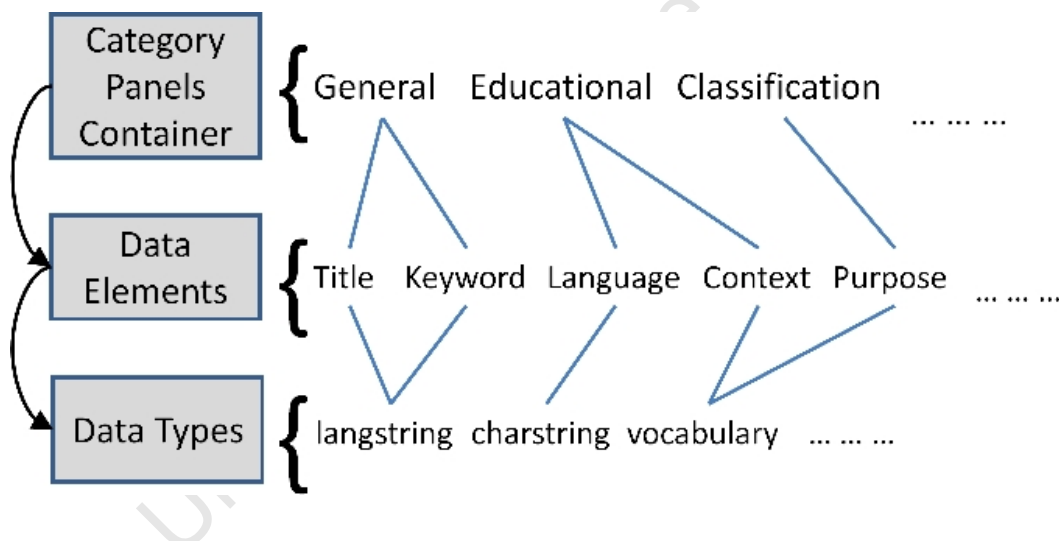 Category
Panels
Container
{ General Educational Classification ... ... ...
Data
Elements
{ Title Keyword Language Context Purpose ... ... ...
Data Types
{ langstring charstring vocabulary ... ... ...